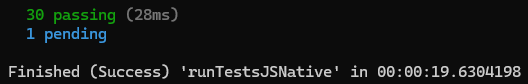 30 passing (28ms)
1 pending
Finished (Success) 'runTestsJSNative' in 00:00:19.6304198